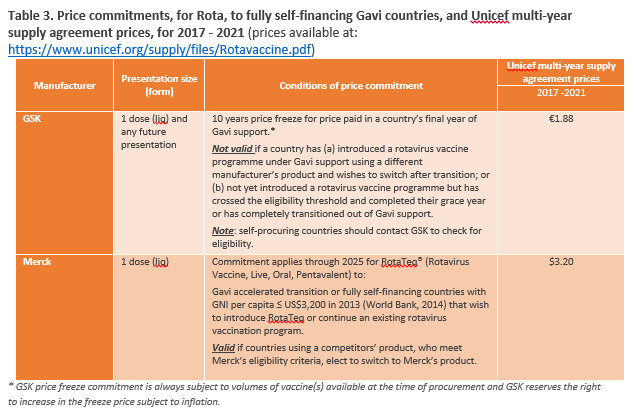 Table 3. Price commitments, for Rota, to fully self-financing Gavi countries, and Unicef multi-year
supply agreement prices, for 2017 - 2021 (prices available at:
https://www.unicef.org/supply/files/Rotavaccine.pdf)
Manufacturer
Presentation size
(form)
Conditions of price commitment
Unicef multi-year supply
agreement prices
2017 -2021
GSK
1 dose (liq) and
any future
presentation
10 years price freeze for price paid in a country's final year of
Gavi support.*
Not valid if a country has (a) introduced a rotavirus vaccine
programme under Gavi support using a different
manufacturer's product and wishes to switch after transition; or
(b) not yet introduced a rotavirus vaccine programme but has
crossed the eligibility threshold and completed their grace year
or has completely transitioned out of Gavi support.
Note: self-procuring countries should contact GSK to check for
eligibility.
€1.88
Merck
1 dose (liq)
Commitment applies through 2025 for RotaTeq® (Rotavirus
Vaccine, Live, Oral, Pentavalent) to:
Gavi accelerated transition or fully self-financing countries with
GNI per capita ≤ US$3,200 in 2013 (World Bank, 2014) that wish
to introduce RotaTeq or continue an existing rotavirus
vaccination program.
Valid if countries using a competitors' product, who meet
Merck's eligibility criteria, elect to switch to Merck's product.
$3.20
* GSK price freeze commitment is always subject to volumes of vaccine(s) available at the time of procurement and GSK reserves the right
to increase in the freeze price subject to inflation.